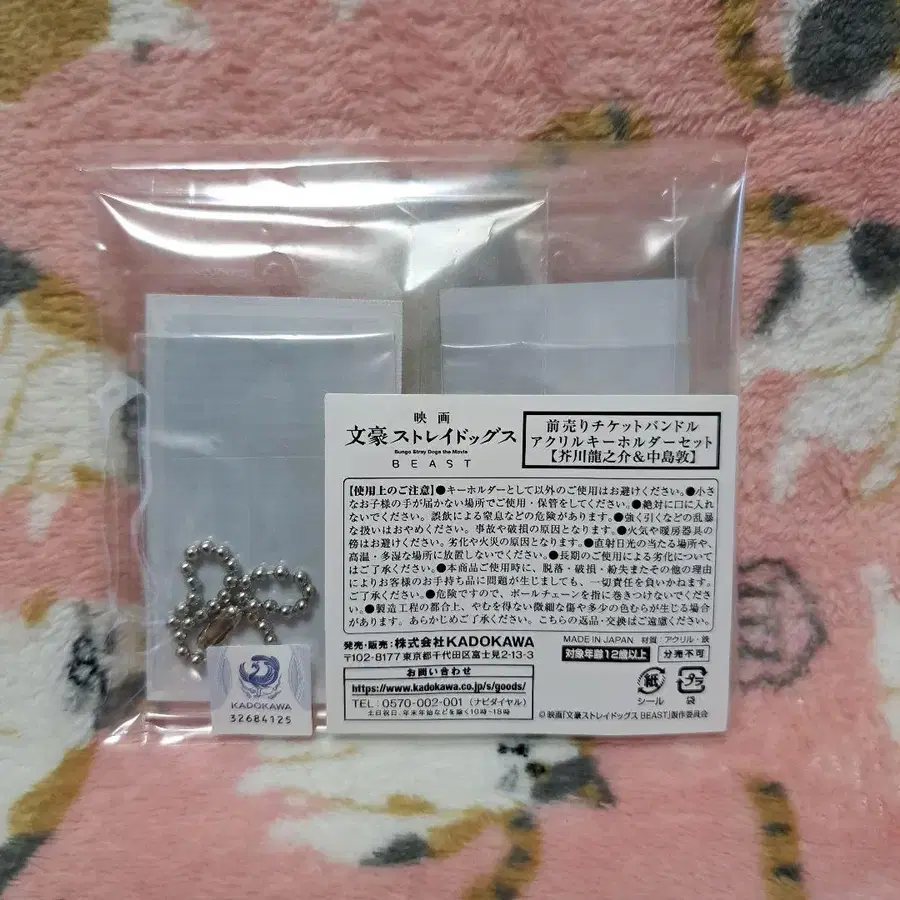 映画
文豪ストレイドッグス
Bungo Stray Dogs the Movie
BEAST
前売りチケットバンドル
アクリルキーホルダーセット
【芥川龍之介&中島敦】
【使用上のご注意】●キーホルダーとして以外のご使用はお避けください。●小さ
なお子様の手が届かない場所でご使用・保管をしてください。●絶対に口に入れ
ないでください。誤飲による窒息などの危険があります。●強く引くなどの乱暴
な扱いはおやめください。事故や破損の原因となります。●火気や暖房器具の
傍はお避けください。劣化や火災の原因となります。●直射日光の当たる場所や、
高温・多湿な場所に放置しないでください。●長期のご使用による劣化について
はご了承ください。●本商品ご使用時に、脱落・破損・紛失またその他の理由
によりお客様のお手持ち品に問題が生じましても、一切責任を負いかねます。
ご了承ください。●危険ですので、ボールチェーンを指に巻きつけないでくださ
い。●製造工程の都合上、やむを得ない微細な傷や多少の色むらが生じる場合
があります。あらかじめご了承ください。こちらの返品・交換はご遠慮ください。
発売・販売:株式会社KADOKAWA
〒102-8177 東京都千代田区富士見2-13-3
MADE IN JAPAN 材質:アクリル・鉄
対象年齢12歳以上
分売不可
お問い合わせ
https://www.kadokawa.co.jp/s/goods/
TEL:0570-002-001(ナビダイヤル)
土日祝日、年末年始などを除く10時~18時
紙
シール
プラ
袋
©映画「文豪ストレイドッグス BEAST」製作委員会
KADOKAWA
32684125